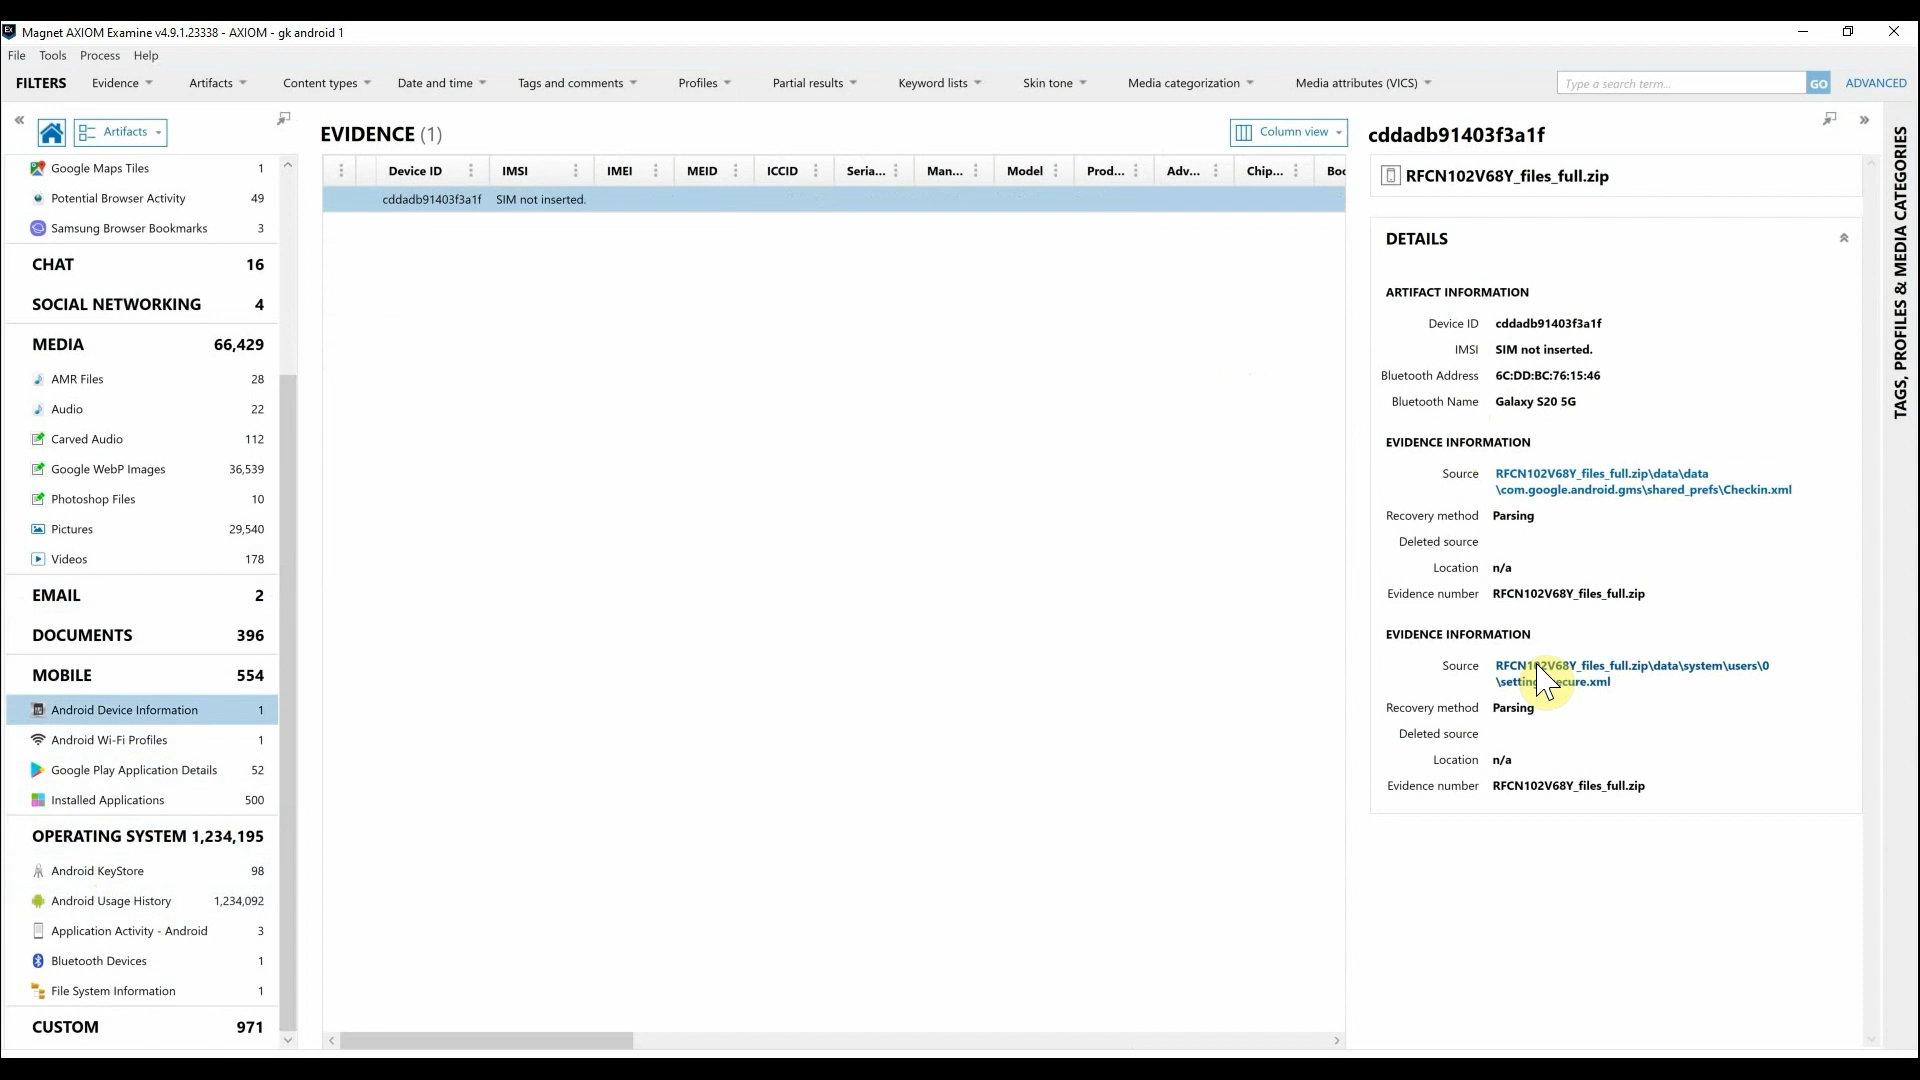 Magnet AXIOM Examine v4.9.1.23338 - AXIOM - gk android 1
File Tools Process Help
FILTERS Evidence Artifacts Content types Date and time Tags and comments Profiles Partial results Keyword lists Skin tone Media categorization Media attributes (VICS) Type a search term... GO ADVANCED
Artifacts
Google Maps Tiles 1
Potential Browser Activity 49
Samsung Browser Bookmarks 3
CHAT 16
SOCIAL NETWORKING 4
MEDIA 66,429
AMR Files 28
Audio 22
Carved Audio 112
Google WebP Images 36,539
Photoshop Files 10
Pictures 29,540
Videos 178
EMAIL 2
DOCUMENTS 396
MOBILE 554
Android Device Information 1
Android Wi-Fi Profiles 1
Google Play Application Details 52
Installed Applications 500
OPERATING SYSTEM 1,234,195
Android KeyStore 98
Android Usage History 1,234,092
Application Activity - Android 3
Bluetooth Devices 1
File System Information 1
CUSTOM 971
EVIDENCE (1)
Column view
Device ID IMSI IMEI MEID ICCID Seria... Man... Model Prod... Adv... Chip... Boo
cddadb91403f3a1f SIM not inserted.
cddadb91403f3a1f
RFCN102V68Y_files_full.zip
DETAILS
ARTIFACT INFORMATION
Device ID cddadb91403f3a1f
IMSI SIM not inserted.
Bluetooth Address 6C:DD:BC:76:15:46
Bluetooth Name Galaxy S20 5G
EVIDENCE INFORMATION
Source RFCN102V68Y_files_full.zip\data\data
\com.google.android.gms\shared_prefs\Checkin.xml
Recovery method Parsing
Deleted source
Location n/a
Evidence number RFCN102V68Y_files_full.zip
EVIDENCE INFORMATION
Source RFCN102V68Y_files_full.zip\data\system\users\0
Recovery method Parsing
Deleted source
Location n/a
Evidence number RFCN102V68Y_files_full.zip
TAGS, PROFILES & MEDIA CATEGORIES